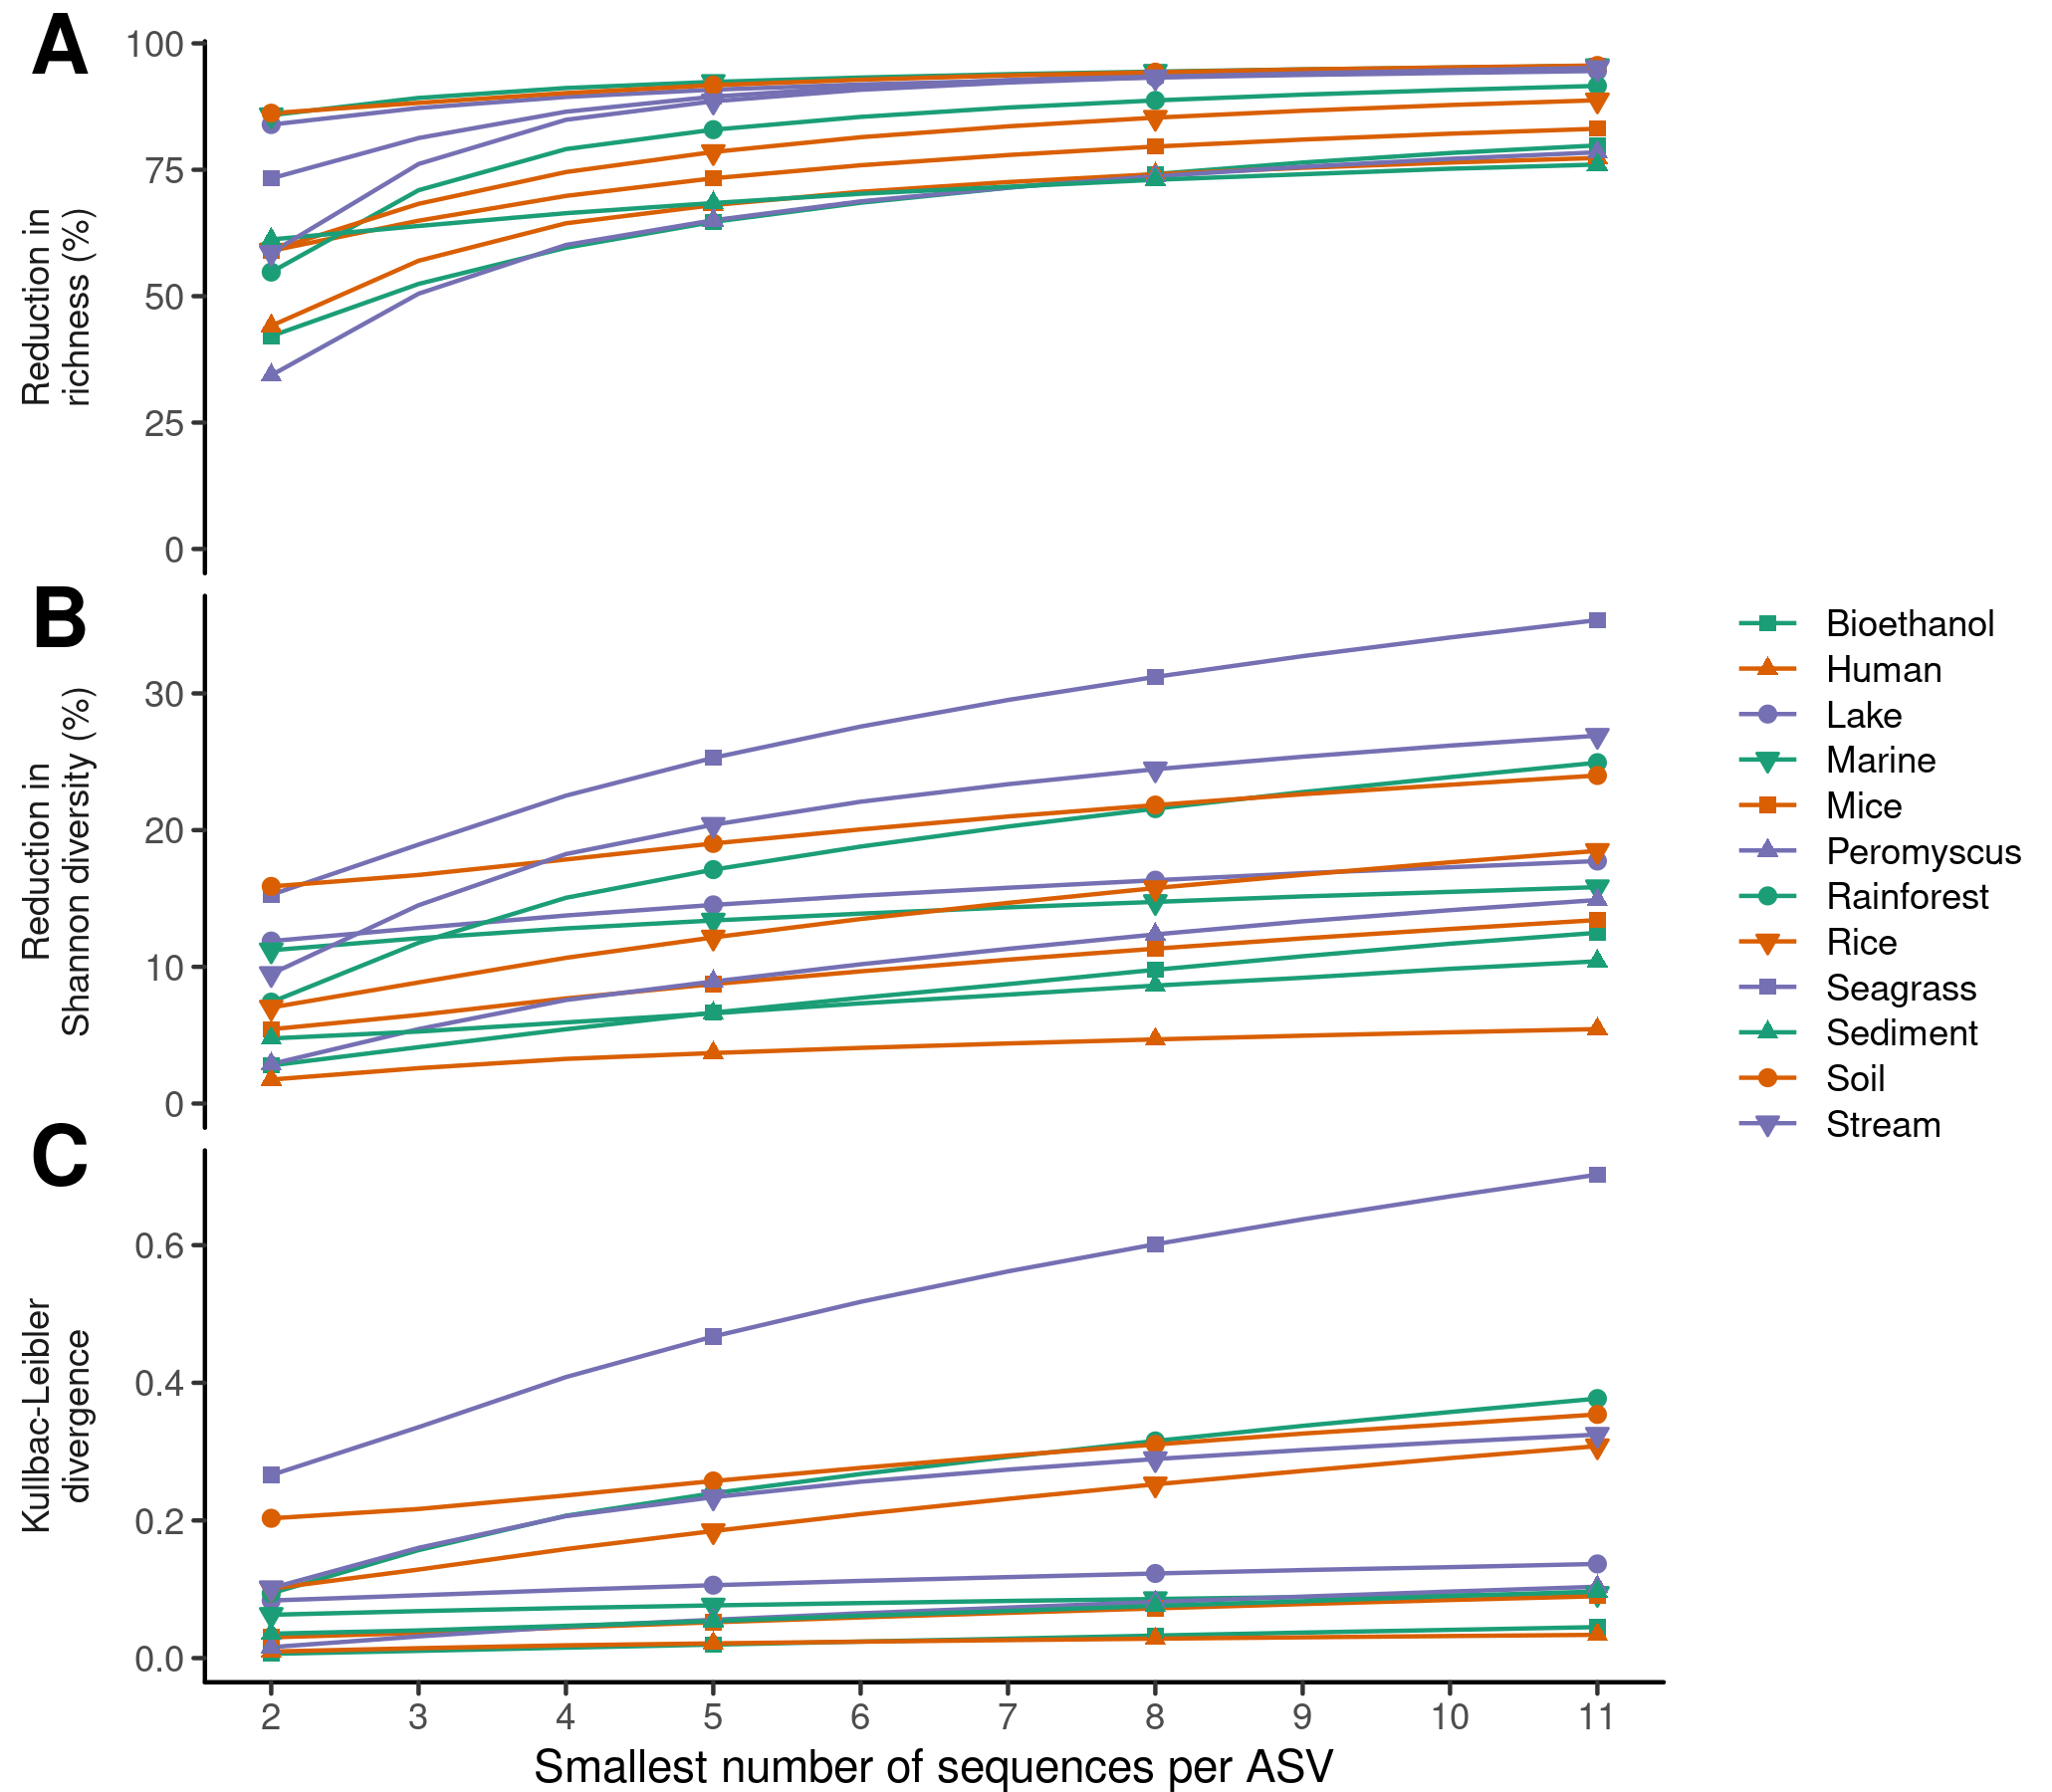 A
100
75
50
25
0
Reduction in
richness (%)
B
30
20
10
0
Reduction in
Shannon diversity (%)
Bioethanol
Human
Lake
Marine
Mice
Peromyscus
Rainforest
Rice
Seagrass
Sediment
Soil
Stream
C
0.6
0.4
0.2
0.0
Kullbac-Leibler
divergence
2 3 4 5 6 7 8 9 10 11
Smallest number of sequences per ASV